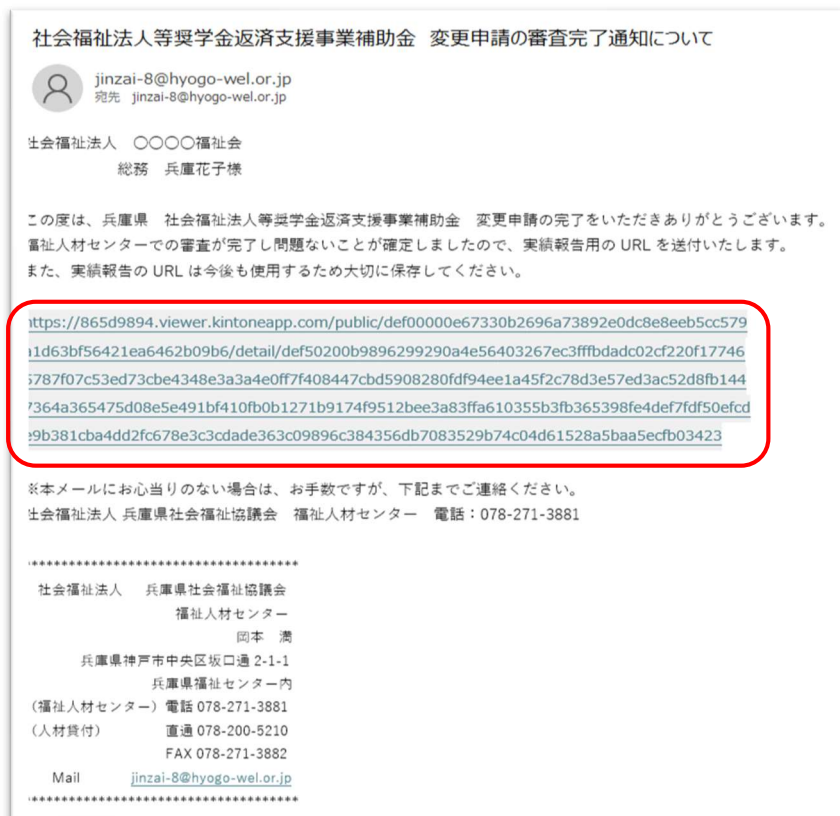 社会福祉法人等奨学金返済支援事業補助金　変更申請の審査完了通知について
jinzai-8@hyogo-wel.or.jp
宛先　jinzai-8@hyogo-wel.or.jp
社会福祉法人　〇〇〇〇福祉会
総務　兵庫花子様
この度は、兵庫県　社会福祉法人等奨学金返済支援事業補助金　変更申請の完了をいただきありがとうございます。
福祉人材センターでの審査が完了し問題ないことが確定しましたので、実績報告用の URL を送付いたします。
また、実績報告の URL は今後も使用するため大切に保存してください。
https://865d9894.viewer.kintoneapp.com/public/def00000e67330b2696a73892e0dc8e8eeb5cc579
a1d63bf56421ea6462b09b6/detail/def50200b9896299290a4e56403267ec3fffbdadc02cf220f17746
5787f07c53ed73cbe4348e3a3a4e0ff7f408447cbd5908280fdf94ee1a45f2c78d3e57ed3ac52d8fb144
7364a365475d08e5e491bf410fb0b1271b9174f9512bee3a83ffa610355b3fb365398fe4def7fdf50efcd
e9b381cba4dd2fc678e3c3cdade363c09896c384356db7083529b74c04d61528a5baa5ecfb03423
※本メールにお心当りのない場合は、お手数ですが、下記までご連絡ください。
社会福祉法人 兵庫県社会福祉協議会　福祉人材センター　電話：078-271-3881
************************************
社会福祉法人　兵庫県社会福祉協議会
福祉人材センター
岡本　満
兵庫県神戸市中央区坂口通 2-1-1
兵庫県福祉センター内
（福祉人材センター）電話 078-271-3881
（人材貸付）　直通 078-200-5210
FAX 078-271-3882
Mail　jinzai-8@hyogo-wel.or.jp
************************************